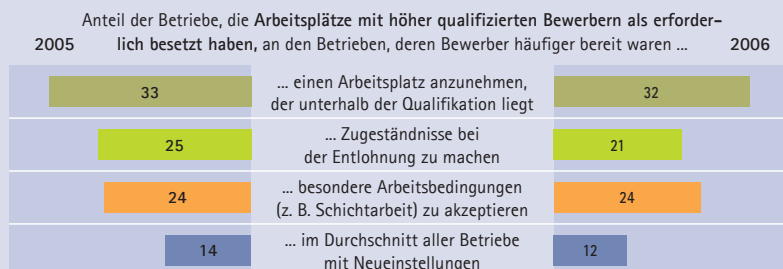 Anteil der Betriebe, die Arbeitsplätze mit höher qualifizierten Bewerbern als erforder-
2005 lich besetzt haben, an den Betrieben, deren Bewerber häufiger bereit waren ... 2006
33 ... einen Arbeitsplatz anzunehmen, 32
der unterhalb der Qualifikation liegt
25 ... Zugeständnisse bei 21
der Entlohnung zu machen
24 ... besondere Arbeitsbedingungen 24
(z. B. Schichtarbeit) zu akzeptieren
14 ... im Durchschnitt aller Betriebe 12
mit Neueinstellungen